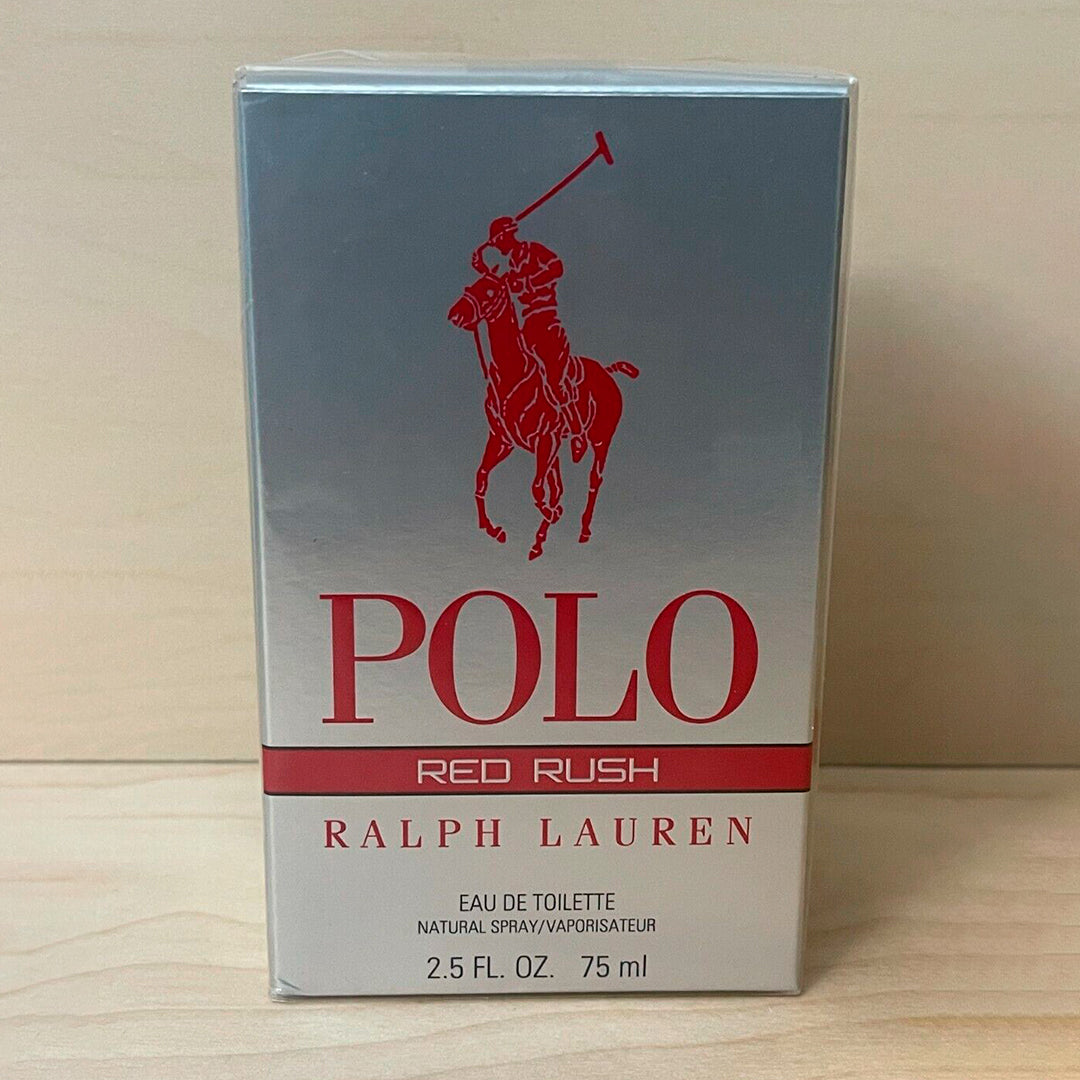 POLO
RED RUSH
RALPH LAUREN
EAU DE TOILETTE
NATURAL SPRAY/VAPORISATEUR
2.5 FL. OZ. 75 ml